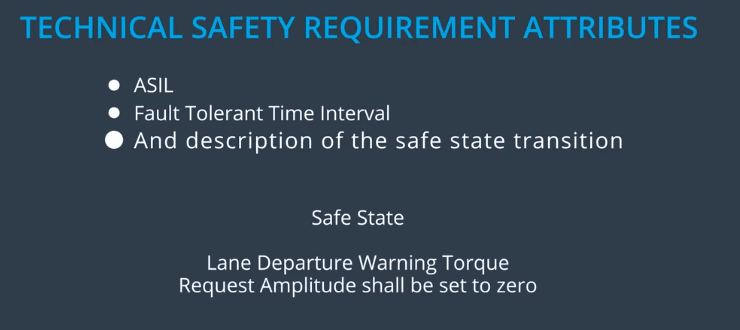 TECHNICAL SAFETY REQUIREMENT ATTRIBUTES
● ASIL
● Fault Tolerant Time Interval
● And description of the safe state transition
Safe State
Lane Departure Warning Torque
Request Amplitude shall be set to zero